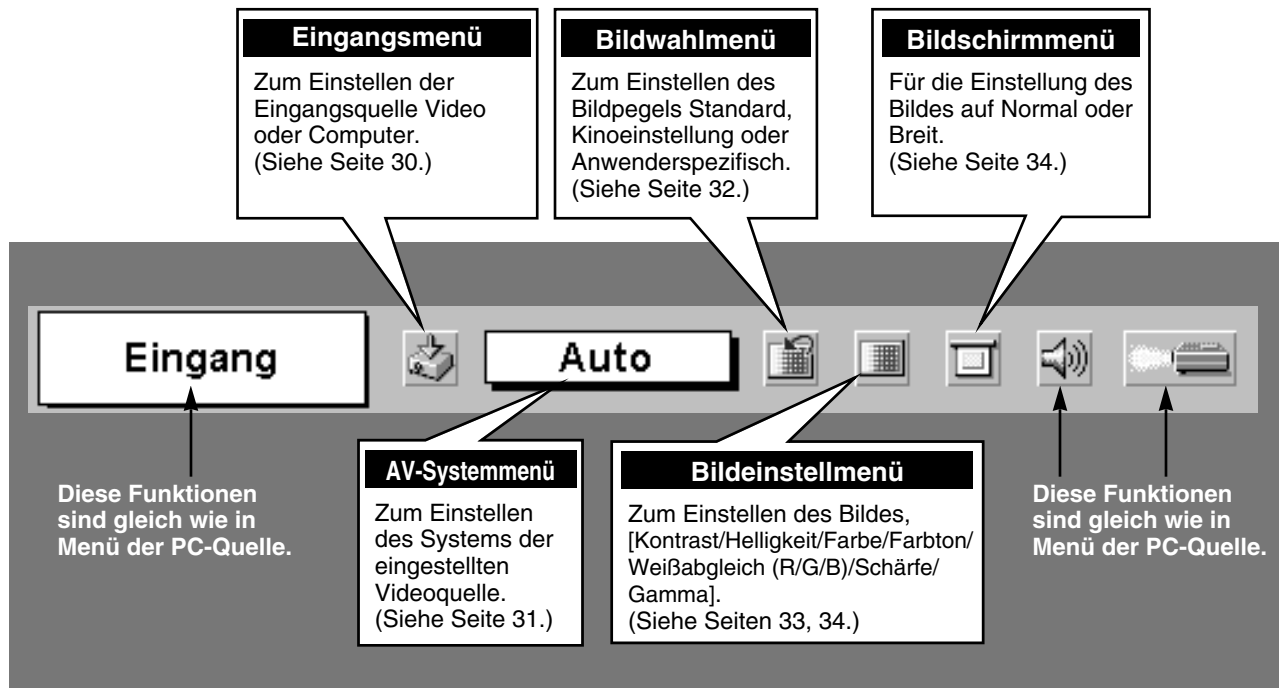 Eingangsmenü
Zum Einstellen der
Eingangsquelle Video
oder Computer.
(Siehe Seite 30.)
Bildwahlmenü
Zum Einstellen des
Bildpegels Standard,
Kinoeinstellung oder
Anwenderspezifisch.
(Siehe Seite 32.)
Bildschirmmenü
Für die Einstellung des
Bildes auf Normal oder
Breit.
(Siehe Seite 34.)
Eingang
Auto
Diese Funktionen
sind gleich wie in
Menü der PC-Quelle.
AV-Systemmenü
Zum Einstellen
des Systems der
eingestellten
Videoquelle.
(Siehe Seite 31.)
Bildeinstellmenü
Zum Einstellen des Bildes,
[Kontrast/Helligkeit/Farbe/Farbton/
Weißabgleich (R/G/B)/Schärfe/
Gamma].
(Siehe Seiten 33, 34.)
Diese Funktionen
sind gleich wie in
Menü der PC-Quelle.